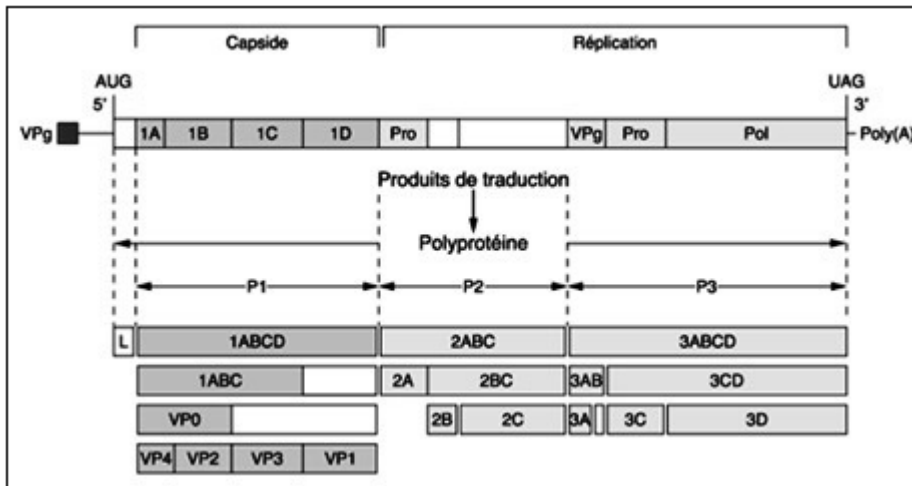 Capside Réplication
AUG UAG
5' 3'
VPg 1A 1B 1C 1D Pro VPg Pro Pol Poly(A)
Produits de traduction
Polyprotéine
P1 P2 P3
L 1ABCD 2ABC 3ABCD
1ABC 2A 2BC 3AB 3CD
VP0 2B 2C 3A 3C 3D
VP4 VP2 VP3 VP1